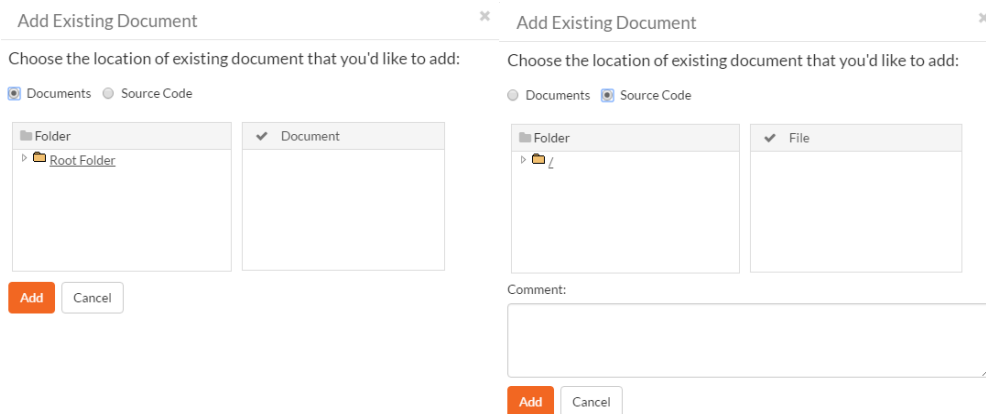 Add Existing Document
Choose the location of existing document that you'd like to add:
Documents Source Code
Folder Document
Root Folder
Add Cancel
Add Existing Document
Choose the location of existing document that you'd like to add:
Documents Source Code
Folder File
/
Comment:
Add Cancel